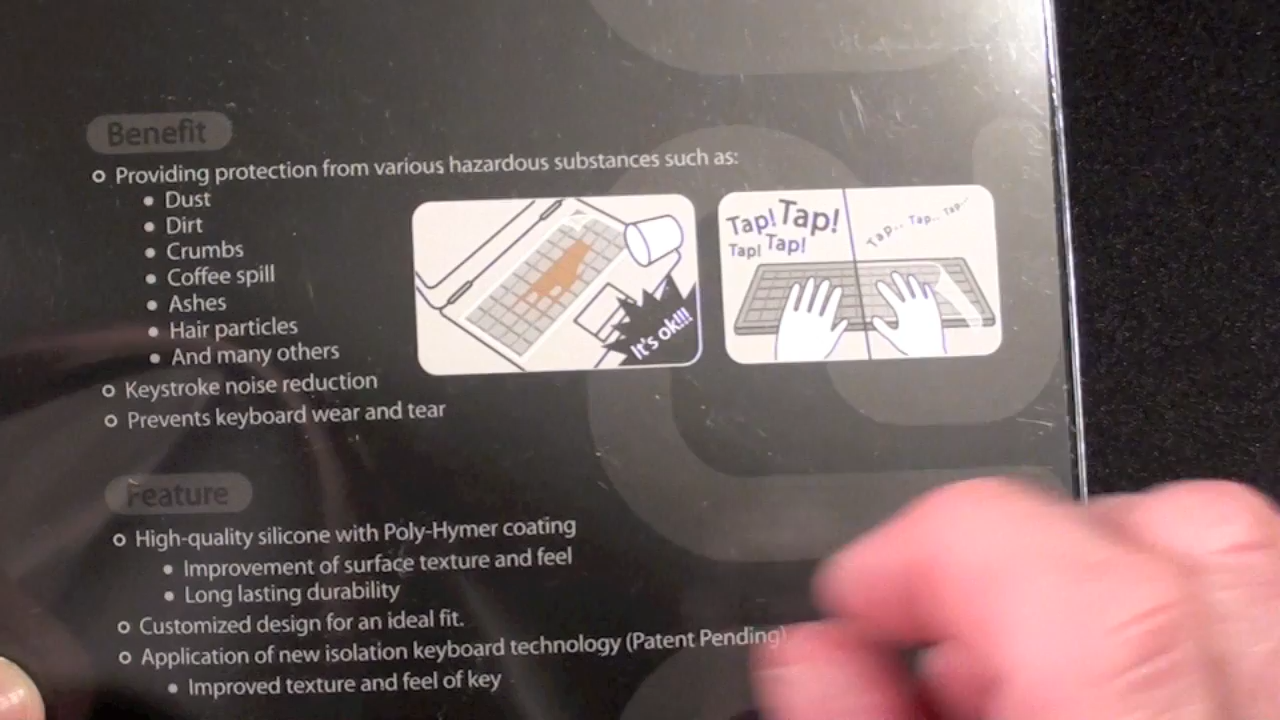 Benefit
Providing protection from various hazardous substances such as:
Dust
Dirt
Crumbs
Coffee spill
Ashes
Hair particles
And many others
Keystroke noise reduction
Prevents keyboard wear and tear
It's ok!!!
Tap! Tap!
Tap! Tap!
Tap.. Tap.. Tap..
Feature
High-quality silicone with Poly-Hymer coating
Improvement of surface texture and feel
Long lasting durability
Customized design for an ideal fit.
Application of new isolation keyboard technology (Patent Pending)
Improved texture and feel of key